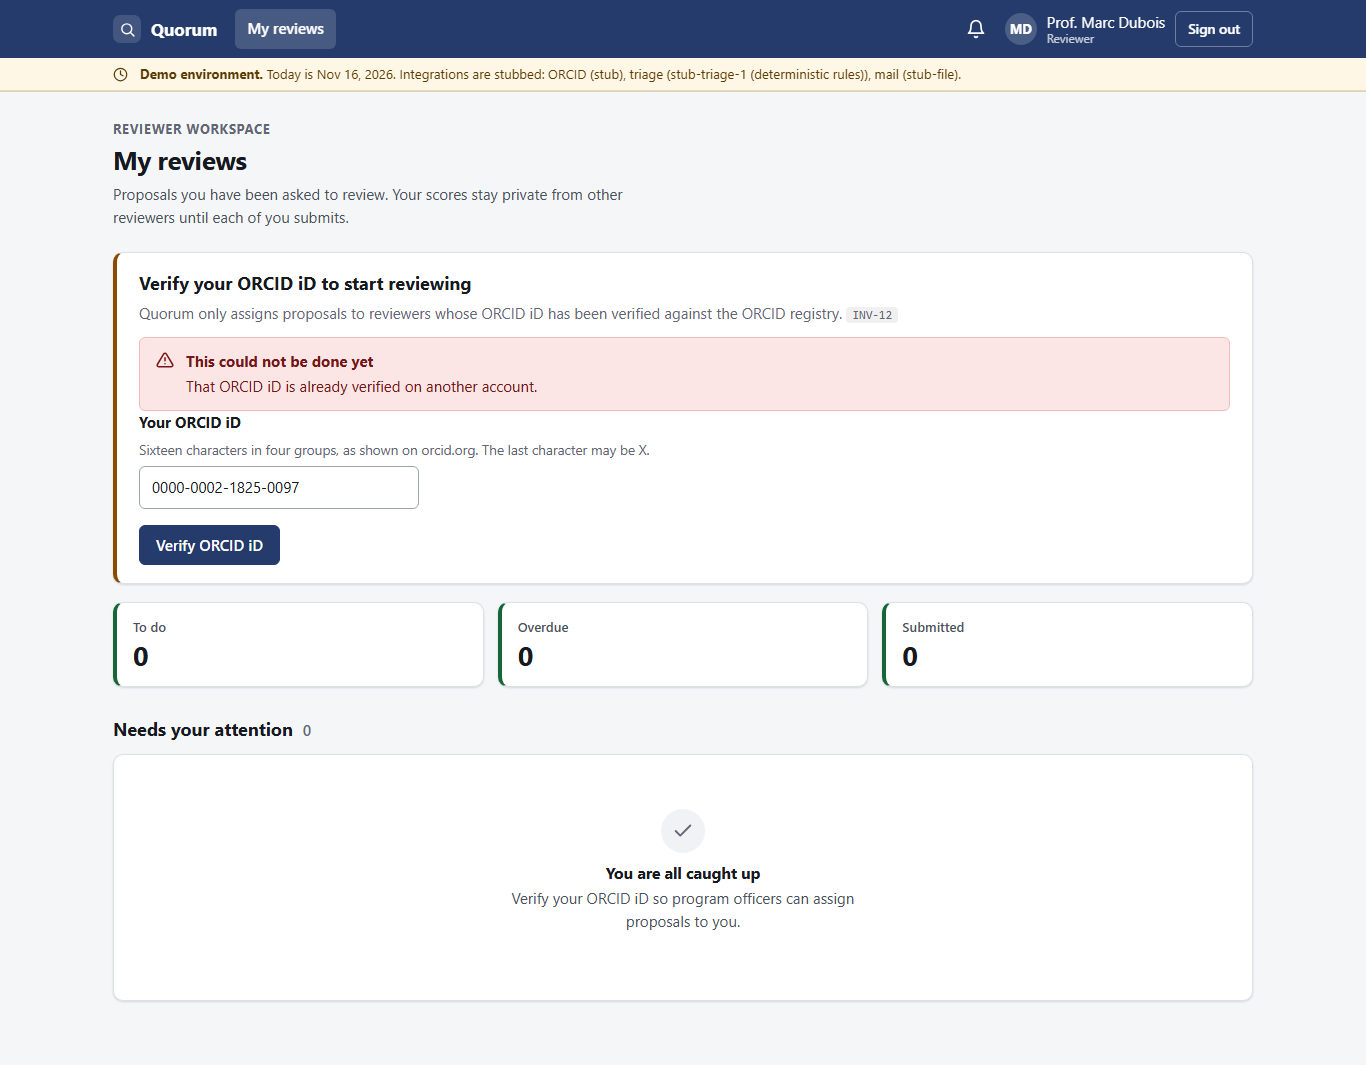 Quorum
My reviews
MD
Prof. Marc Dubois
Reviewer
Sign out
Demo environment. Today is Nov 16, 2026. Integrations are stubbed: ORCID (stub), triage (stub-triage-1 (deterministic rules)), mail (stub-file).
REVIEWER WORKSPACE
My reviews
Proposals you have been asked to review. Your scores stay private from other
reviewers until each of you submits.
Verify your ORCID iD to start reviewing
Quorum only assigns proposals to reviewers whose ORCID iD has been verified against the ORCID registry. INV-12
This could not be done yet
That ORCID iD is already verified on another account.
Your ORCID iD
Sixteen characters in four groups, as shown on orcid.org. The last character may be X.
0000-0002-1825-0097
Verify ORCID iD
To do
0
Overdue
0
Submitted
0
Needs your attention 0
You are all caught up
Verify your ORCID iD so program officers can assign
proposals to you.